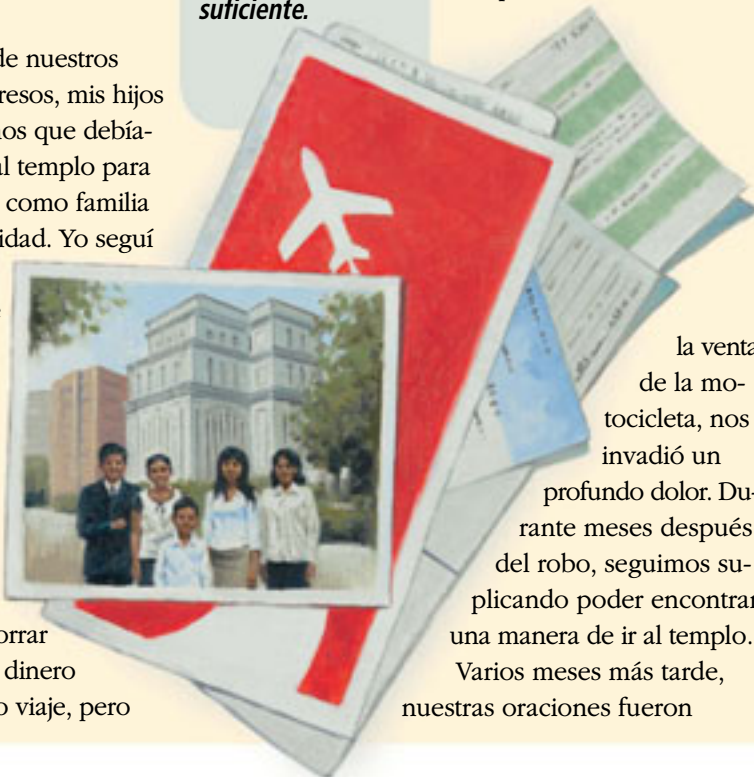 suficiente.
de nuestros
resos, mis hijos
nos que debía-
al templo para
como familia
idad. Yo seguí
orrar
dinero
o viaje, pero
la venta
de la mo-
tocicleta, nos
invadió un
profundo dolor. Du-
rante meses después
del robo, seguimos su-
plicando poder encontrar
una manera de ir al templo.
Varios meses más tarde,
nuestras oraciones fueron